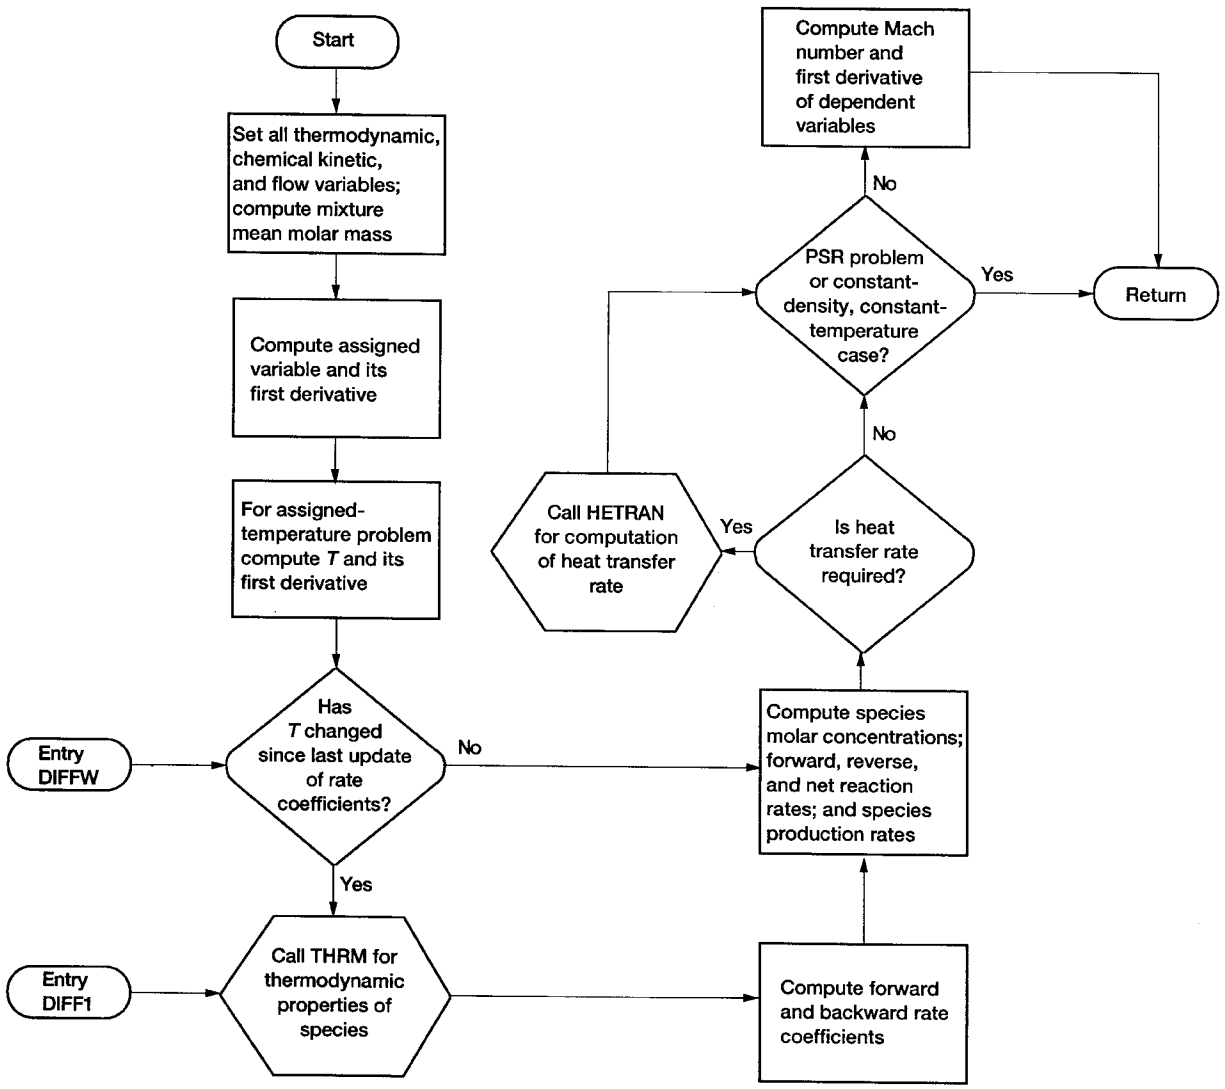 Start
Set all thermodynamic,
chemical kinetic,
and flow variables;
compute mixture
mean molar mass
Compute assigned
variable and its
first derivative
For assigned-
temperature problem
compute T and its
first derivative
Has
T changed
since last update
of rate
coefficients?
Entry
DIFFW
No
Yes
Entry
DIFF1
Call THRM for
thermodynamic
properties of
species
Compute forward
and backward rate
coefficients
Compute species
molar concentrations;
forward, reverse,
and net reaction
rates; and species
production rates
Is heat
transfer rate
required?
Yes
No
Call HETRAN
for computation
of heat transfer
rate
PSR problem
or constant-
density, constant-
temperature
case?
Yes
No
Compute Mach
number and
first derivative
of dependent
variables
Return